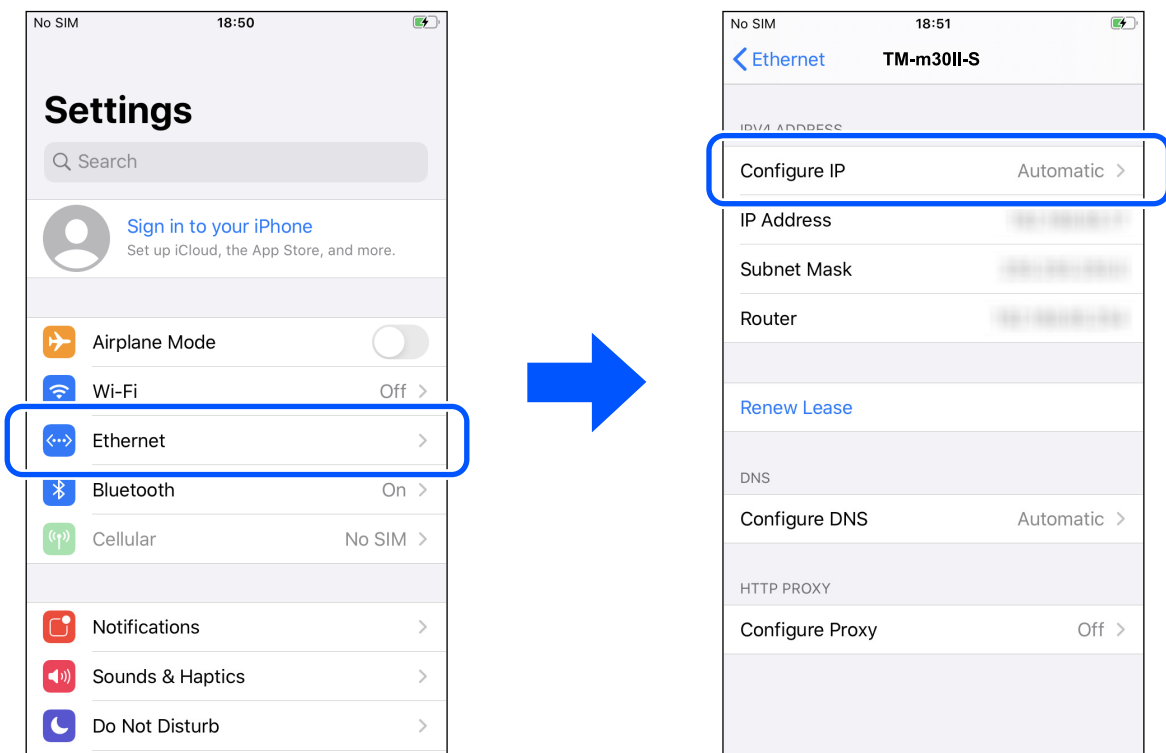 No SIM 18:50
Settings
Search
Sign in to your iPhone
Set up iCloud, the App Store, and more.
Airplane Mode
Wi-Fi Off
Ethernet
Bluetooth On
Cellular No SIM
Notifications
Sounds & Haptics
Do Not Disturb
No SIM 18:51
Ethernet TM-m30II-S
IPV4 ADDRESS
Configure IP Automatic
IP Address
Subnet Mask
Router
Renew Lease
DNS
Configure DNS Automatic
HTTP PROXY
Configure Proxy Off